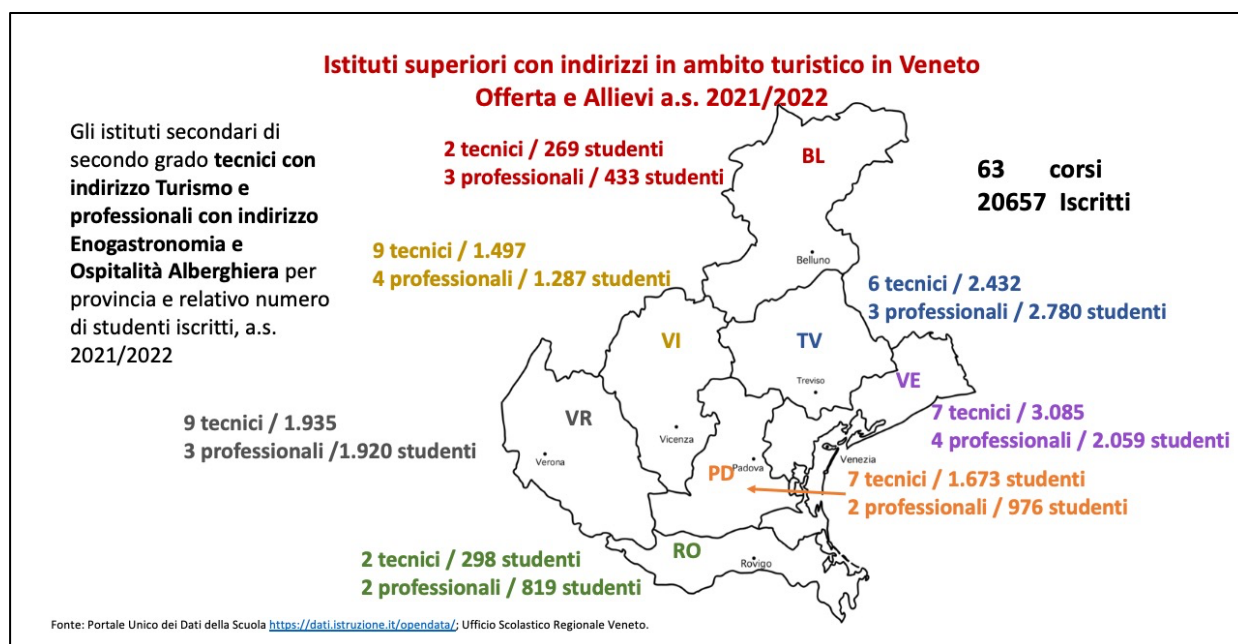 Istituti superiori con indirizzi in ambito turistico in Veneto
Offerta e Allievi a.s. 2021/2022
Gli istituti secondari di
secondo grado tecnici con
indirizzo Turismo e
professionali con indirizzo
Enogastronomia e
Ospitalità Alberghiera per
provincia e relativo numero
di studenti iscritti, a.s.
2021/2022
2 tecnici / 269 studenti
3 professionali / 433 studenti
BL
63 corsi
20657 Iscritti
Belluno
9 tecnici / 1.497
4 professionali / 1.287 studenti
6 tecnici / 2.432
3 professionali / 2.780 studenti
VI
TV
VE
Treviso
9 tecnici / 1.935
3 professionali /1.920 studenti
VR
Vicenza
Verona
7 tecnici / 3.085
4 professionali / 2.059 studenti
Venezia
PD
Padova
7 tecnici / 1.673 studenti
2 professionali / 976 studenti
2 tecnici / 298 studenti
2 professionali / 819 studenti
RO
Rovigo
Fonte: Portale Unico dei Dati della Scuola https://dati.istruzione.it/opendata/; Ufficio Scolastico Regionale Veneto.